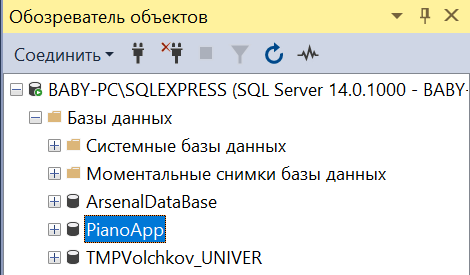 Обозреватель объектов
Соединить
BABY-PC\SQLEXPRESS (SQL Server 14.0.1000 - BABY-
Базы данных
Системные базы данных
Моментальные снимки базы данных
ArsenalDataBase
PianoApp
TMPVolchkov_UNIVER